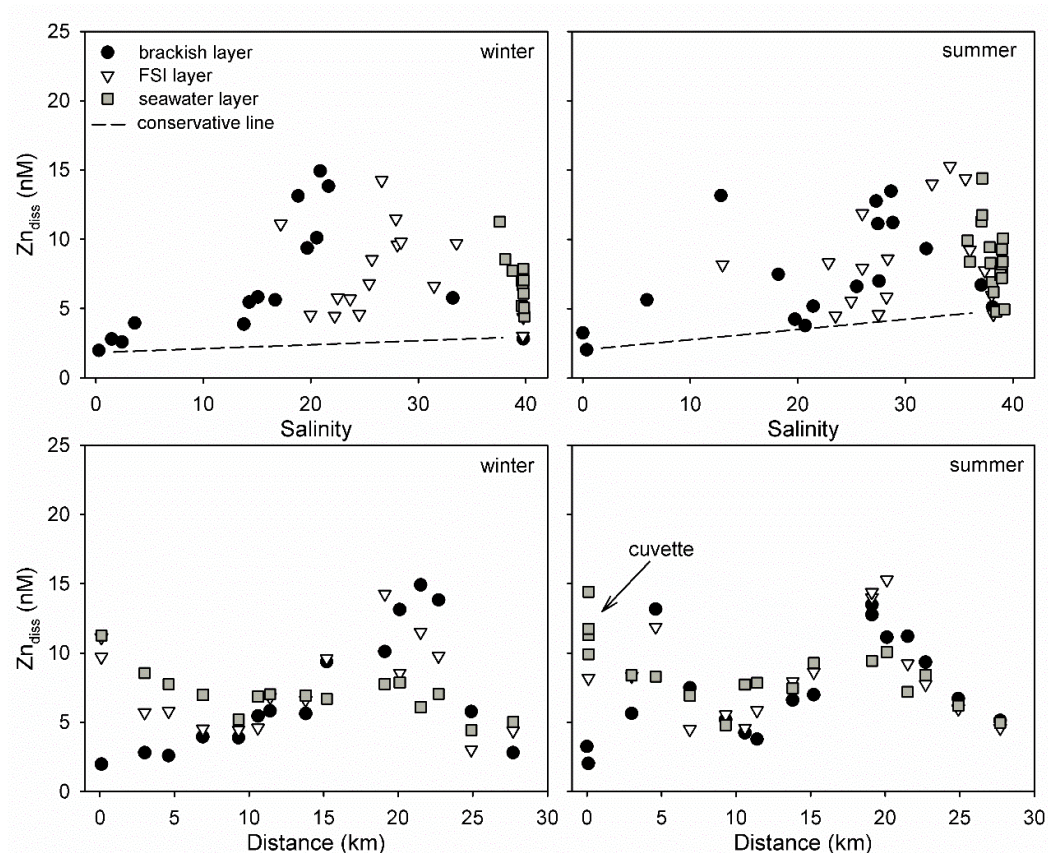 25
20
15
10
5
0
Zn_diss (nM)
brackish layer
FSI layer
seawater layer
conservative line
winter
0 10 20 30 40
Salinity
summer
0 10 20 30 40
Salinity
25
20
15
10
5
0
Zn_diss (nM)
winter
0 5 10 15 20 25 30
Distance (km)
summer
cuvette
0 5 10 15 20 25 30
Distance (km)